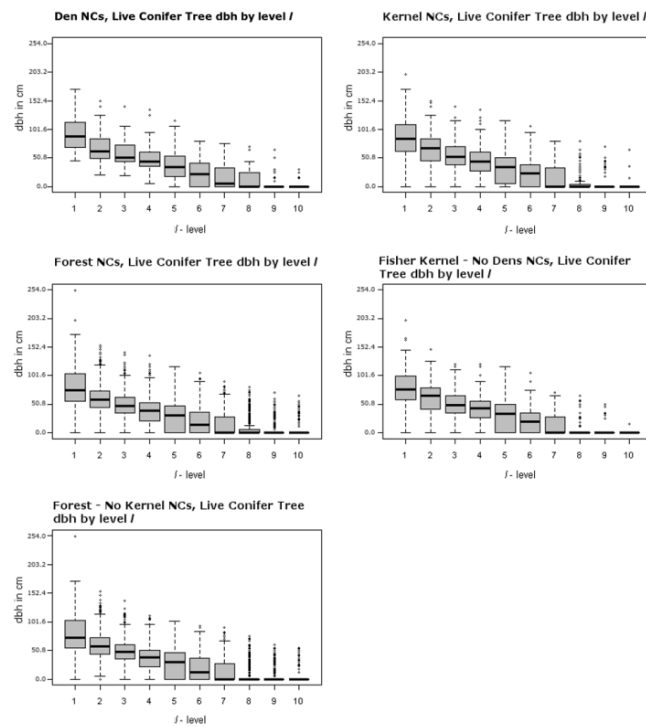 Den NCs, Live Conifer Tree dbh by level l
254.0
203.2
152.4
101.6
50.8
0.0
dbh in cm
1 2 3 4 5 6 7 8 9 10
l - level
Kernel NCs, Live Conifer Tree dbh by level l
254.0
203.2
152.4
101.6
50.8
0.0
dbh in cm
1 2 3 4 5 6 7 8 9 10
l - level
Forest NCs, Live Conifer Tree dbh by level l
254.0
203.2
152.4
101.6
50.8
0.0
dbh in cm
1 2 3 4 5 6 7 8 9 10
l - level
Fisher Kernel - No Dens NCs, Live Conifer
Tree dbh by level l
254.0
203.2
152.4
101.6
50.8
0.0
dbh in cm
1 2 3 4 5 6 7 8 9 10
l - level
Forest - No Kernel NCs, Live Conifer Tree
dbh by level l
254.0
203.2
152.4
101.6
50.8
0.0
dbh in cm
1 2 3 4 5 6 7 8 9 10
l - level